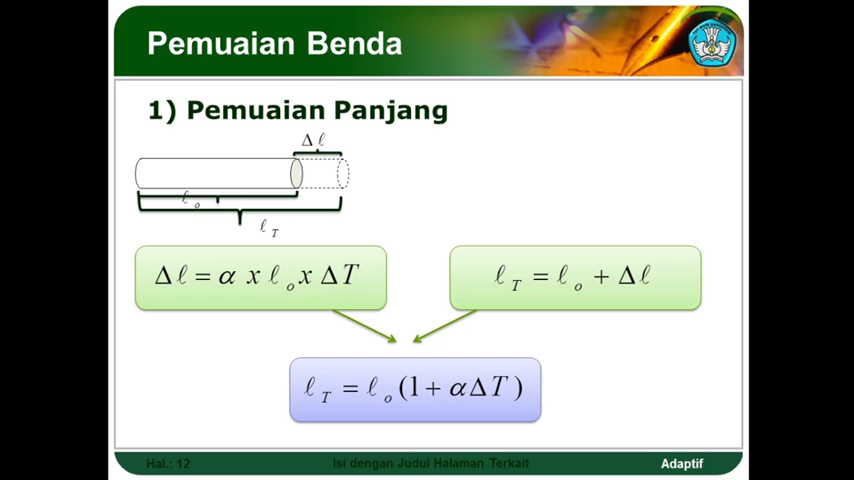 Pemuaian Benda
1) Pemuaian Panjang
Δℓ
ℓo
ℓT
Δℓ = α x ℓo x ΔT
ℓT = ℓo + Δℓ
ℓT = ℓo (1 + αΔT)
Hal.: 12 Isi dengan Judul Halaman Terkait Adaptif